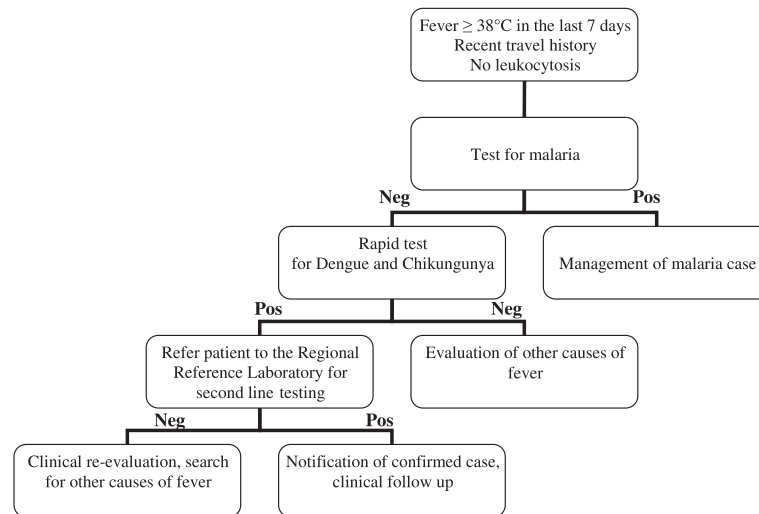 Fever ≥ 38°C in the last 7 days
Recent travel history
No leukocytosis
Test for malaria
Neg
Pos
Rapid test
for Dengue and Chikungunya
Management of malaria case
Pos
Neg
Refer patient to the Regional
Reference Laboratory for
second line testing
Evaluation of other causes of
fever
Neg
Pos
Clinical re-evaluation, search
for other causes of fever
Notification of confirmed case,
clinical follow up